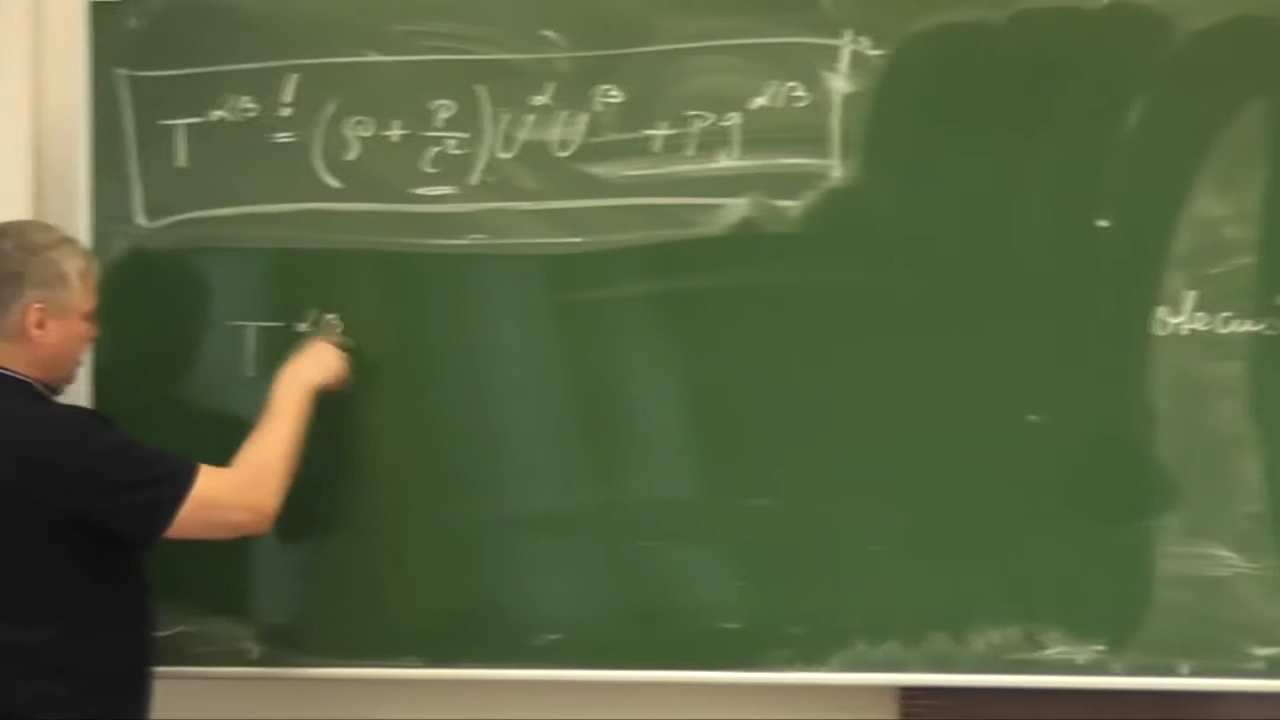 T^{αβ} =! (ρ + P/c²) U^α U^β + P g^{αβ}
T^{αβ}